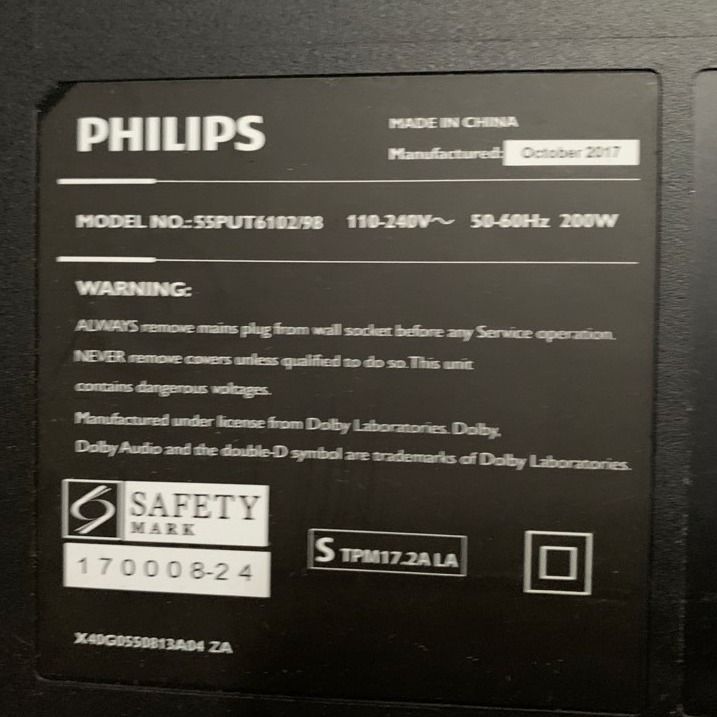 PHILIPS
MADE IN CHINA
Manufactured: October 2017
MODEL NO.: 55PUT6102/98 110-240V~ 50-60Hz 200W
WARNING:
ALWAYS remove mains plug from wall socket before any Service operation.
NEVER remove covers unless qualified to do so. This unit
contains dangerous voltages.
Manufactured under license from Dolby Laboratories. Dolby,
Dolby Audio and the double-D symbol are trademarks of Dolby Laboratories.
SAFETY
MARK
170008-24
S TPM17.2A LA
X40G0550813A04 ZA